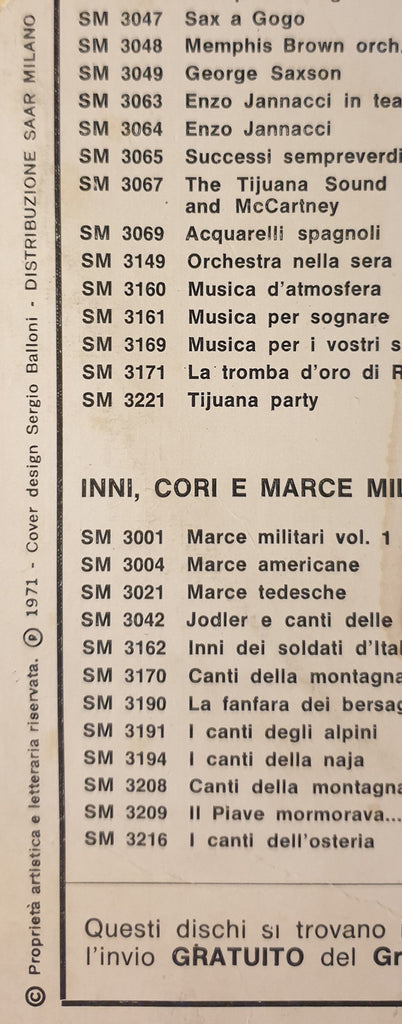 SM 3047 Sax a Gogo
SM 3048 Memphis Brown orch.
SM 3049 George Saxson
SM 3063 Enzo Jannacci in tea
SM 3064 Enzo Jannacci
SM 3065 Successi sempreverdi
SM 3067 The Tijuana Sound
and McCartney
SM 3069 Acquarelli spagnoli
SM 3149 Orchestra nella sera
SM 3160 Musica d'atmosfera
SM 3161 Musica per sognare
SM 3169 Musica per i vostri s
SM 3171 La tromba d'oro di R
SM 3221 Tijuana party
INNI, CORI E MARCE MIL
SM 3001 Marce militari vol. 1
SM 3004 Marce americane
SM 3021 Marce tedesche
SM 3042 Jodler e canti delle
SM 3162 Inni dei soldati d'Ital
SM 3170 Canti della montagna
SM 3190 La fanfara dei bersag
SM 3191 I canti degli alpini
SM 3194 I canti della naja
SM 3208 Canti della montagna
SM 3209 Il Piave mormorava...
SM 3216 I canti dell'osteria
Questi dischi si trovano
l'invio GRATUITO del Gr
© Proprietà artistica e letteraria riservata. ℗ 1971 - Cover design Sergio Balloni - DISTRIBUZIONE SAAR MILANO